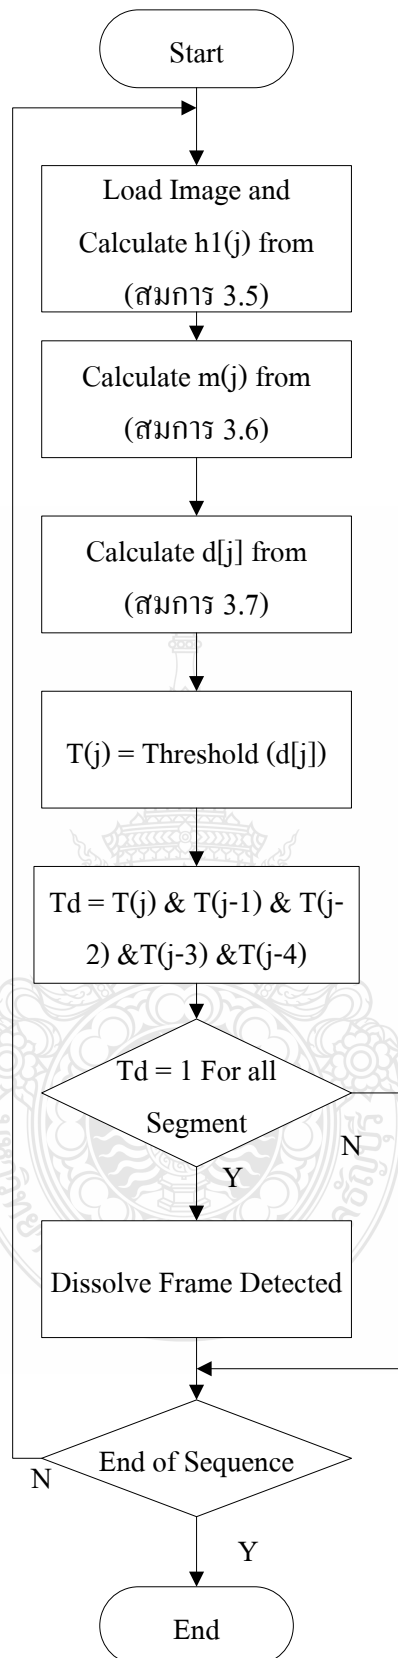 Start
Load Image and
Calculate h1(j) from
(สมการ 3.5)
Calculate m(j) from
(สมการ 3.6)
Calculate d[j] from
(สมการ 3.7)
T(j) = Threshold (d[j])
Td = T(j) & T(j-1) & T(j-
2) &T(j-3) &T(j-4)
Td = 1 For all
Segment
N
Y
Dissolve Frame Detected
End of Sequence
N
Y
End